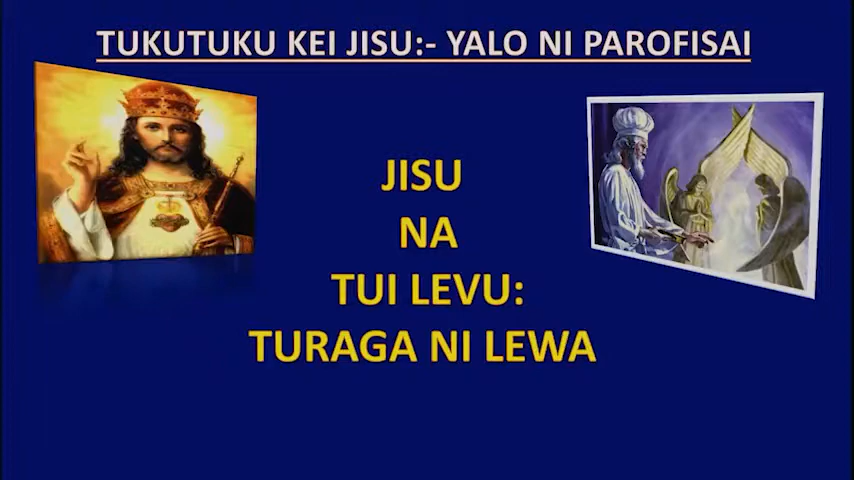 TUKUTUKU KEI JISU:- YALO NI PAROFISAI
JISU
NA
TUI LEVU:
TURAGA NI LEWA